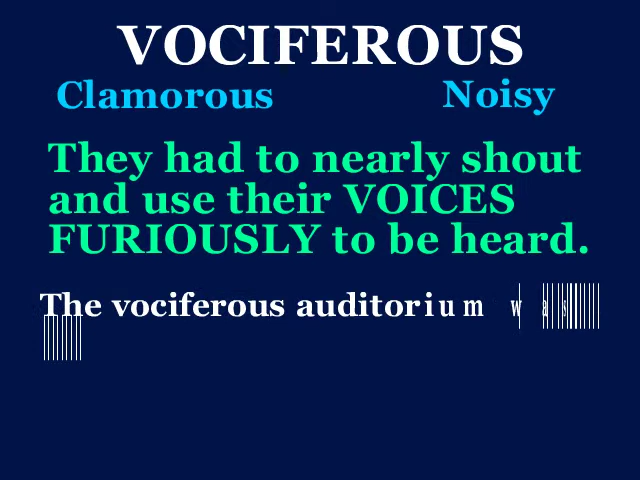 VOCIFEROUS
Clamorous Noisy
They had to nearly shout
and use their VOICES
FURIOUSLY to be heard.
The vociferous auditorium was